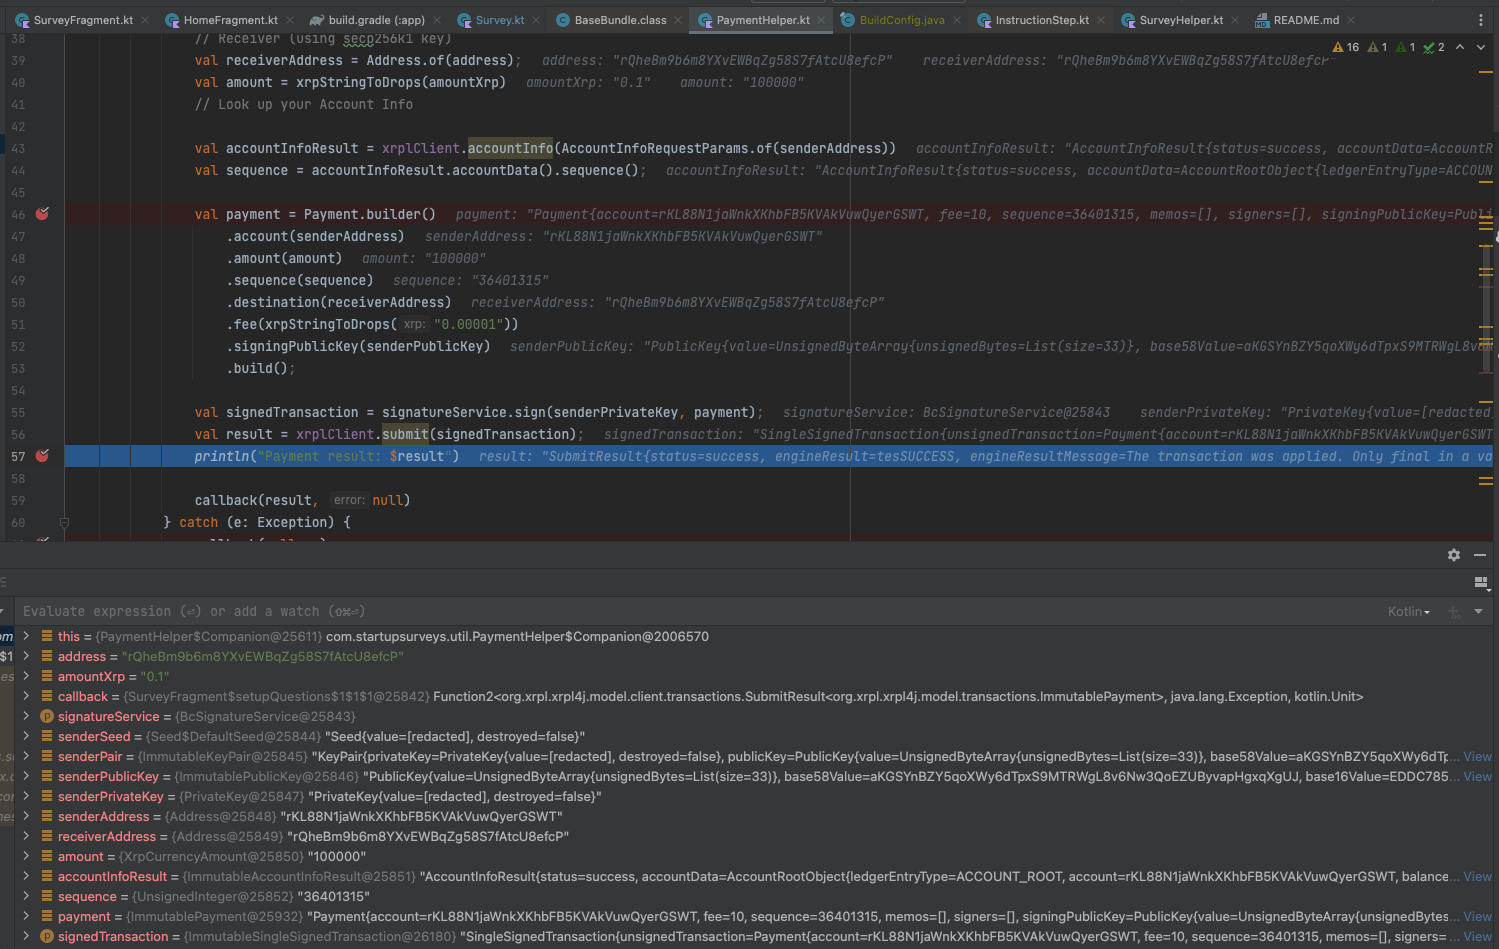 SurveyFragment.kt HomeFragment.kt build.gradle (:app) Survey.kt BaseBundle.class PaymentHelper.kt BuildConfig.java InstructionStep.kt SurveyHelper.kt README.md
38 // Receiver (using secp256k1 key)
16 1 1 2
39 val receiverAddress = Address.of(address); address: "rQheBm9b6m8YXvEWBqZg58S7fAtcU8efcP" receiverAddress: "rQheBm9b6m8YXvEWBqZg58S7fAtcU8efcP"
40 val amount = xrpStringToDrops(amountXrp) amountXrp: "0.1" amount: "100000"
41 // Look up your Account Info
42
43 val accountInfoResult = xrplClient.accountInfo(AccountInfoRequestParams.of(senderAddress)) accountInfoResult: "AccountInfoResult{status=success, accountData=AccountR
44 val sequence = accountInfoResult.accountData().sequence(); accountInfoResult: "AccountInfoResult{status=success, accountData=AccountRootObject{ledgerEntryType=ACCOUN
45
46 val payment = Payment.builder() payment: "Payment{account=rKL88N1jaWnkXKhbFB5KVAkVuwQyerGSWT, fee=10, sequence=36401315, memos=[], signers=[], signingPublicKey=Publi
47 .account(senderAddress) senderAddress: "rKL88N1jaWnkXKhbFB5KVAkVuwQyerGSWT"
48 .amount(amount) amount: "100000"
49 .sequence(sequence) sequence: "36401315"
50 .destination(receiverAddress) receiverAddress: "rQheBm9b6m8YXvEWBqZg58S7fAtcU8efcP"
51 .fee(xrpStringToDrops( xrp: "0.00001"))
52 .signingPublicKey(senderPublicKey) senderPublicKey: "PublicKey{value=UnsignedByteArray{unsignedBytes=List(size=33)}, base58Value=aKGSYnBZY5qoXWy6dTpxS9MTRWgL8v
53 .build();
54
55 val signedTransaction = signatureService.sign(senderPrivateKey, payment); signatureService: BcSignatureService@25843 senderPrivateKey: "PrivateKey{value=[redacted]
56 val result = xrplClient.submit(signedTransaction); signedTransaction: "SingleSignedTransaction{unsignedTransaction=Payment{account=rKL88N1jaWnkXKhbFB5KVAkVuwQyerGSWT
57 println("Payment result: $result") result: "SubmitResult{status=success, engineResult=tesSUCCESS, engineResultMessage=The transaction was applied. Only final in a va
58
59 callback(result, error: null)
60 } catch (e: Exception) {
Evaluate expression (⏎) or add a watch (⇧⌘⏎) Kotlin
this = {PaymentHelper$Companion@25611} com.startupsurveys.util.PaymentHelper$Companion@2006570
address = "rQheBm9b6m8YXvEWBqZg58S7fAtcU8efcP"
amountXrp = "0.1"
callback = {SurveyFragment$setupQuestions$1$1$1@25842} Function2<org.xrpl.xrpl4j.model.client.transactions.SubmitResult<org.xrpl.xrpl4j.model.transactions.ImmutablePayment>, java.lang.Exception, kotlin.Unit>
signatureService = {BcSignatureService@25843}
senderSeed = {Seed$DefaultSeed@25844} "Seed{value=[redacted], destroyed=false}"
senderPair = {ImmutableKeyPair@25845} "KeyPair{privateKey=PrivateKey{value=[redacted], destroyed=false}, publicKey=PublicKey{value=UnsignedByteArray{unsignedBytes=List(size=33)}, base58Value=aKGSYnBZY5qoXWy6dTp... View
senderPublicKey = {ImmutablePublicKey@25846} "PublicKey{value=UnsignedByteArray{unsignedBytes=List(size=33)}, base58Value=aKGSYnBZY5qoXWy6dTpxS9MTRWgL8v6Nw3QoEZUByvapHgxqXgUJ, base16Value=EDDC785... View
senderPrivateKey = {PrivateKey@25847} "PrivateKey{value=[redacted], destroyed=false}"
senderAddress = {Address@25848} "rKL88N1jaWnkXKhbFB5KVAkVuwQyerGSWT"
receiverAddress = {Address@25849} "rQheBm9b6m8YXvEWBqZg58S7fAtcU8efcP"
amount = {XrpCurrencyAmount@25850} "100000"
accountInfoResult = {ImmutableAccountInfoResult@25851} "AccountInfoResult{status=success, accountData=AccountRootObject{ledgerEntryType=ACCOUNT_ROOT, account=rKL88N1jaWnkXKhbFB5KVAkVuwQyerGSWT, balance... View
sequence = {UnsignedInteger@25852} "36401315"
payment = {ImmutablePayment@25932} "Payment{account=rKL88N1jaWnkXKhbFB5KVAkVuwQyerGSWT, fee=10, sequence=36401315, memos=[], signers=[], signingPublicKey=PublicKey{value=UnsignedByteArray{unsignedBytes... View
signedTransaction = {ImmutableSingleSignedTransaction@26180} "SingleSignedTransaction{unsignedTransaction=Payment{account=rKL88N1jaWnkXKhbFB5KVAkVuwQyerGSWT, fee=10, sequence=36401315, memos=[], signers=... View